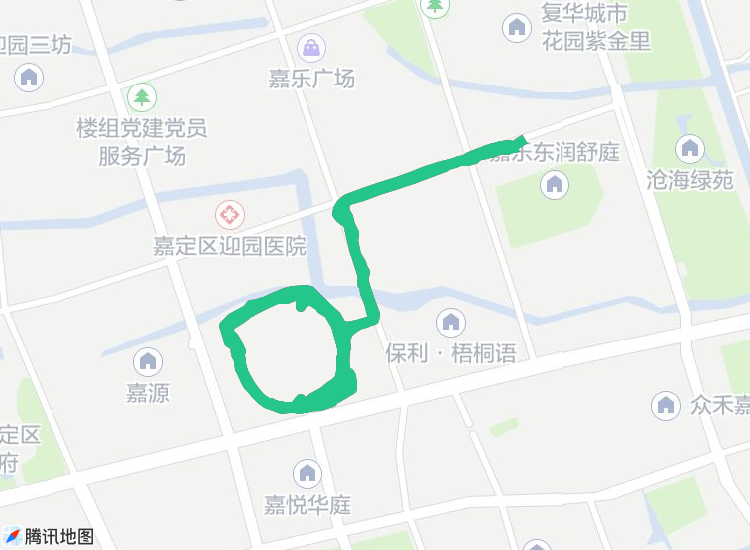 复华城市
花园紫金里
迎园三坊
嘉乐广场
楼组党建党员
服务广场
嘉乐东润舒庭
沧海绿苑
嘉定区迎园医院
保利·梧桐语
嘉源
众禾嘉
定区
府
嘉悦华庭
腾讯地图